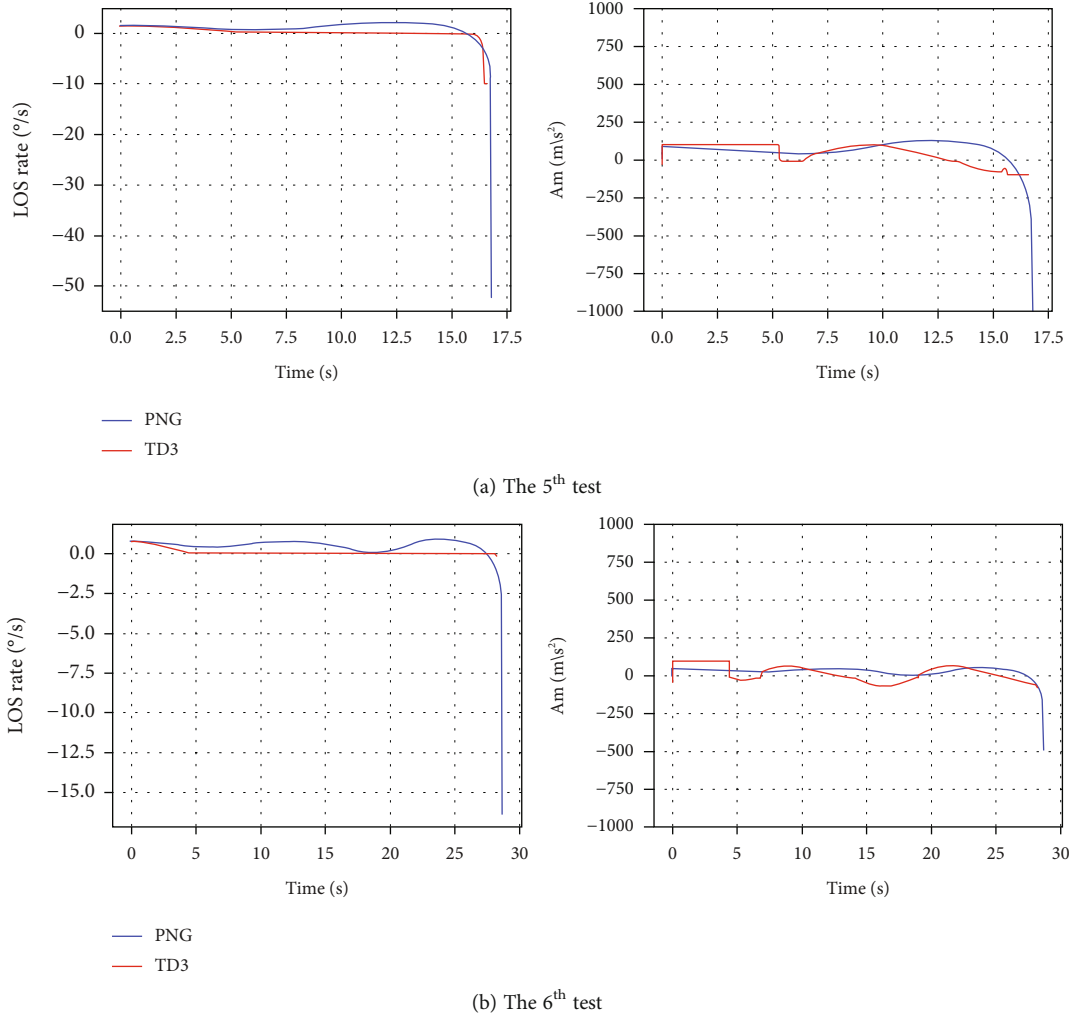 0
−10
−20
−30
−40
−50
LOS rate (°/s)
0.0 2.5 5.0 7.5 10.0 12.5 15.0 17.5
Time (s)
1000
750
500
250
0
−250
−500
−750
−1000
Am (m\s²)
0.0 2.5 5.0 7.5 10.0 12.5 15.0 17.5
Time (s)
PNG
TD3
(a) The 5th test
0.0
−2.5
−5.0
−7.5
−10.0
−12.5
−15.0
LOS rate (°/s)
0 5 10 15 20 25 30
Time (s)
1000
750
500
250
0
−250
−500
−750
−1000
Am (m\s²)
0 5 10 15 20 25 30
Time (s)
PNG
TD3
(b) The 6th test